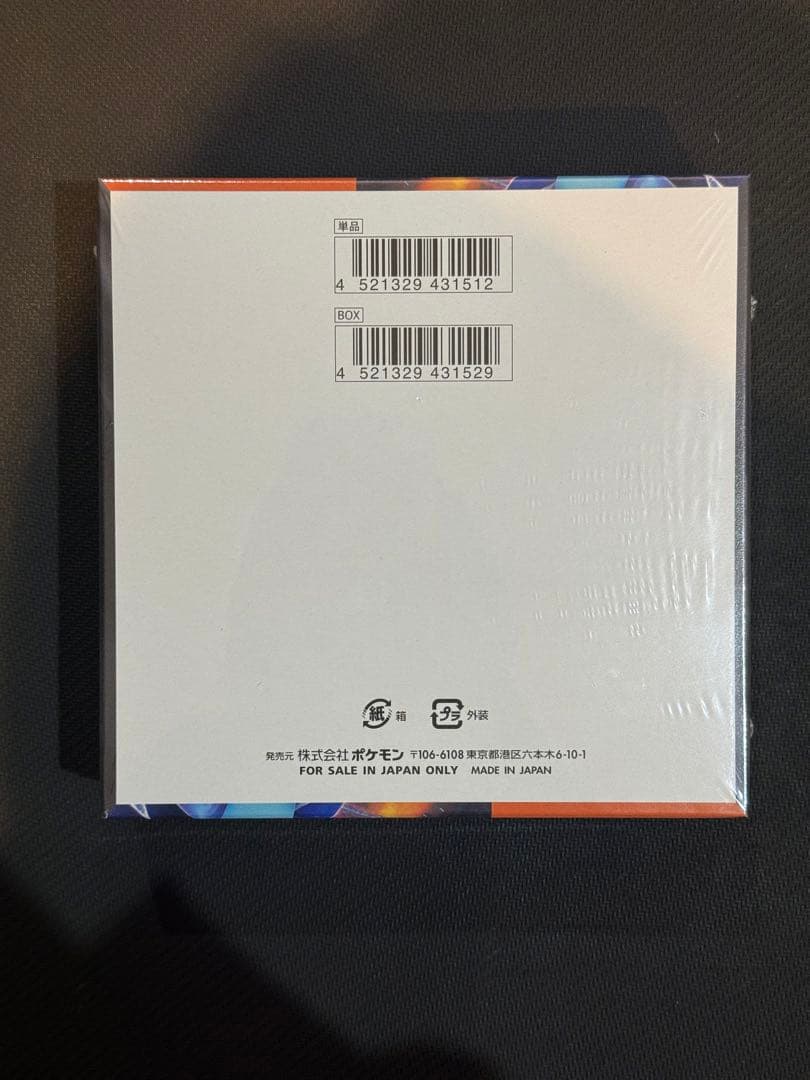 単品
4 521329 431512
BOX
4 521329 431529
紙 箱 プラ 外装
発売元 株式会社ポケモン 〒106-6108 東京都港区六本木6-10-1
FOR SALE IN JAPAN ONLY MADE IN JAPAN